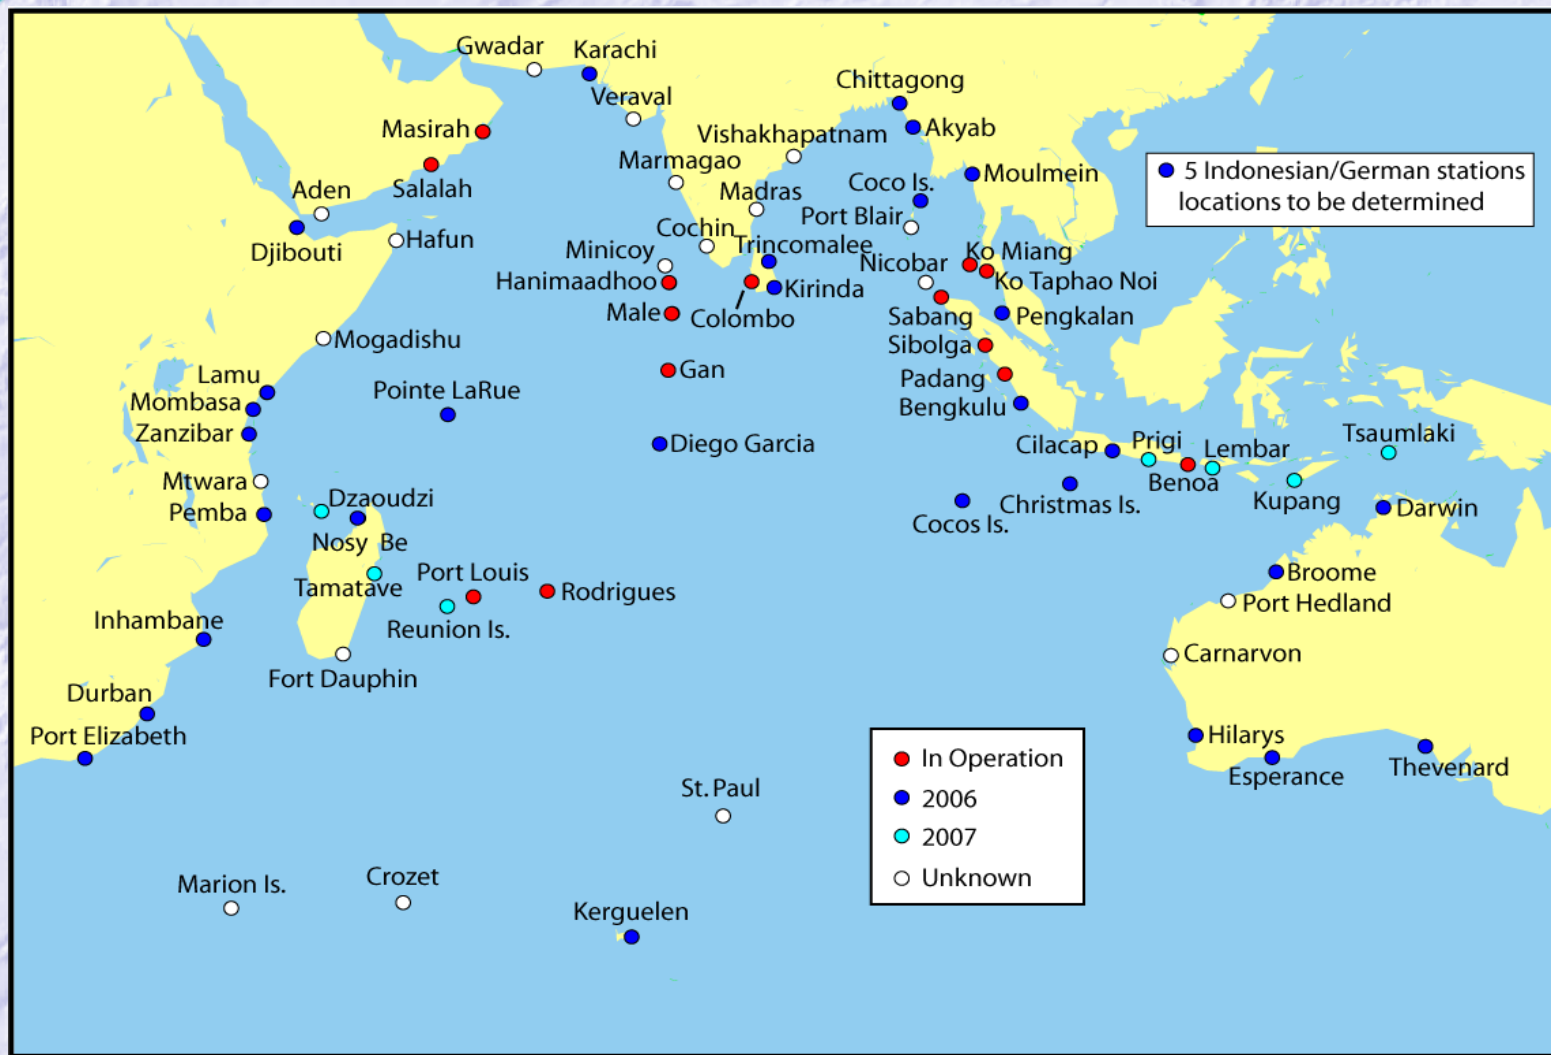 Gwadar
Karachi
Veraval
Chittagong
Akyab
Masirah
Vishakhapatnam
Marmagao
5 Indonesian/German stations
locations to be determined
Moulmein
Salalah
Aden
Coco Is.
Madras
Port Blair
Cochin
Djibouti
Hafun
Minicoy
Trincomalee
Ko Miang
Nicobar
Hanimaadhoo
Ko Taphao Noi
Kirinda
Male
Colombo
Sabang
Pengkalan
Mogadishu
Sibolga
Gan
Lamu
Padang
Pointe LaRue
Mombasa
Bengkulu
Zanzibar
Diego Garcia
Cilacap
Prigi
Lembar
Tsaumlaki
Mtwara
Benoa
Dzaoudzi
Christmas Is.
Kupang
Pemba
Cocos Is.
Darwin
Nosy Be
Port Louis
Broome
Tamatave
Rodrigues
Port Hedland
Inhambane
Reunion Is.
Carnarvon
Fort Dauphin
Durban
Port Elizabeth
Hilarys
Esperance
Thevenard
In Operation
2006
2007
Unknown
St. Paul
Marion Is.
Crozet
Kerguelen